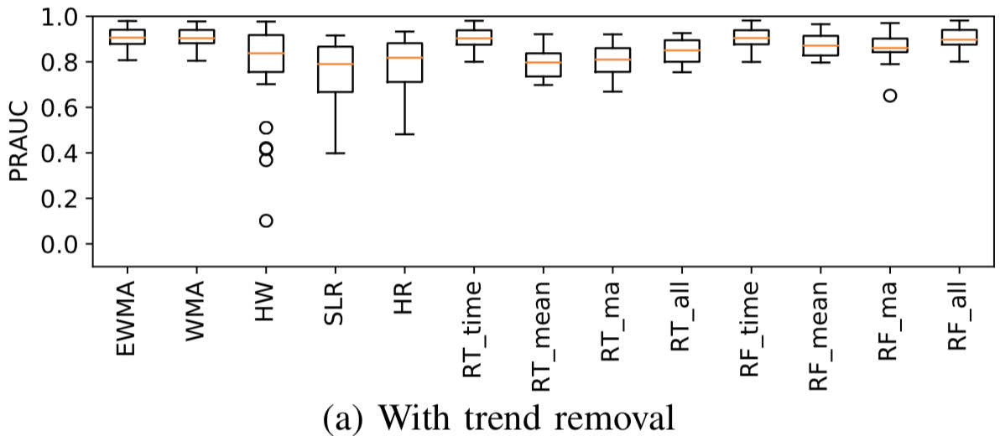 1.0
0.8
0.6
0.4
0.2
0.0
PRAUC
EWMA
WMA
HW
SLR
HR
RT_time
RT_mean
RT_ma
RT_all
RF_time
RF_mean
RF_ma
RF_all
(a) With trend removal